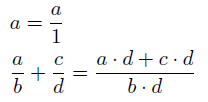 a = a/1
a/b + c/d = (a · d + c · d)/(b · d)